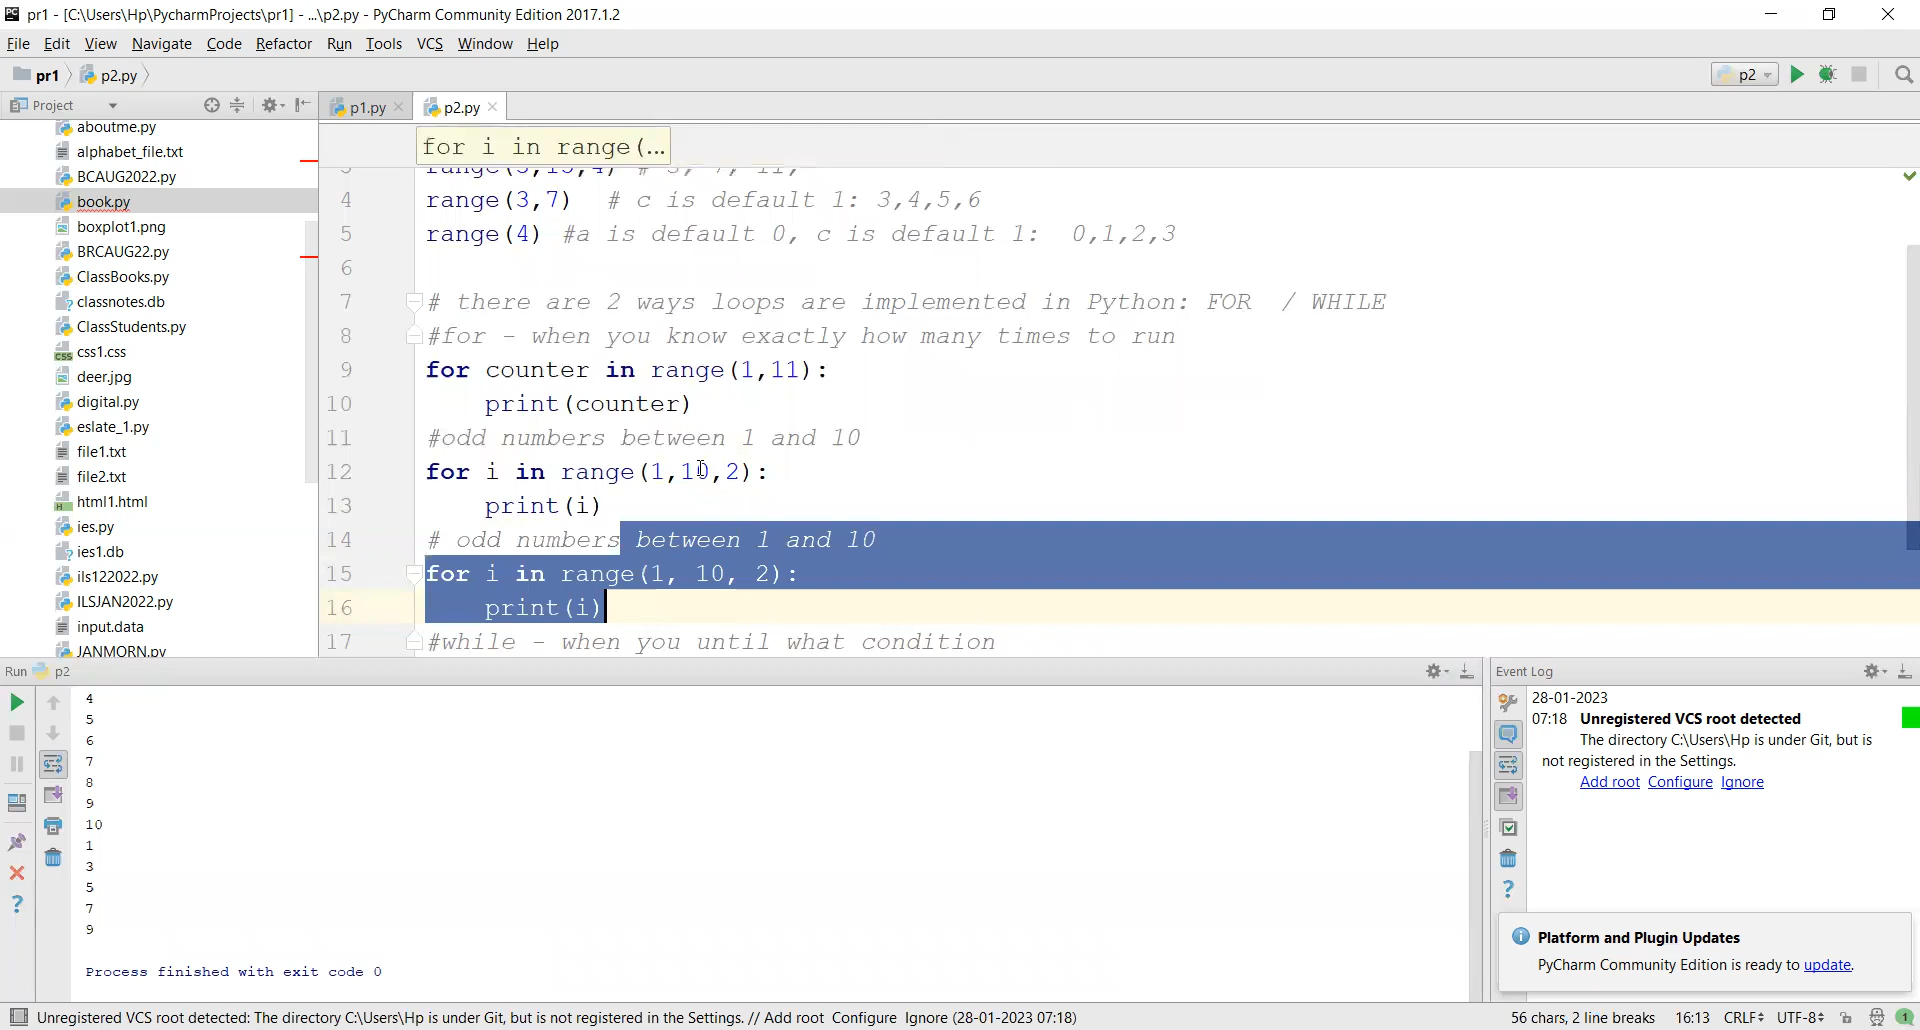 pr1 - [C:\Users\Hp\PycharmProjects\pr1] - ...\p2.py - PyCharm Community Edition 2017.1.2
File Edit View Navigate Code Refactor Run Tools VCS Window Help
pr1 p2.py
p2
Project
p1.py
p2.py
aboutme.py
alphabet_file.txt
BCAUG2022.py
book.py
boxplot1.png
BRCAUG22.py
ClassBooks.py
classnotes.db
ClassStudents.py
css1.css
deer.jpg
digital.py
eslate_1.py
file1.txt
file2.txt
html1.html
ies.py
ies1.db
ils122022.py
ILSJAN2022.py
input.data
JANMORN.py
for i in range(...
4 range(3,7)  # c is default 1: 3,4,5,6
5 range(4) #a is default 0, c is default 1:  0,1,2,3
6
7 # there are 2 ways loops are implemented in Python: FOR  / WHILE
8 #for - when you know exactly how many times to run
9 for counter in range(1,11):
10     print(counter)
11 #odd numbers between 1 and 10
12 for i in range(1,10,2):
13     print(i)
14 # odd numbers between 1 and 10
15 for i in range(1, 10, 2):
16     print(i)
17 #while - when you until what condition
Run p2
4
5
6
7
8
9
10
1
3
5
7
9
Process finished with exit code 0
Event Log
28-01-2023
07:18 Unregistered VCS root detected
The directory C:\Users\Hp is under Git, but is
not registered in the Settings.
Add root Configure Ignore
Platform and Plugin Updates
PyCharm Community Edition is ready to update.
Unregistered VCS root detected: The directory C:\Users\Hp is under Git, but is not registered in the Settings. // Add root Configure Ignore (28-01-2023 07:18)
56 chars, 2 line breaks 16:13 CRLF UTF-8 1